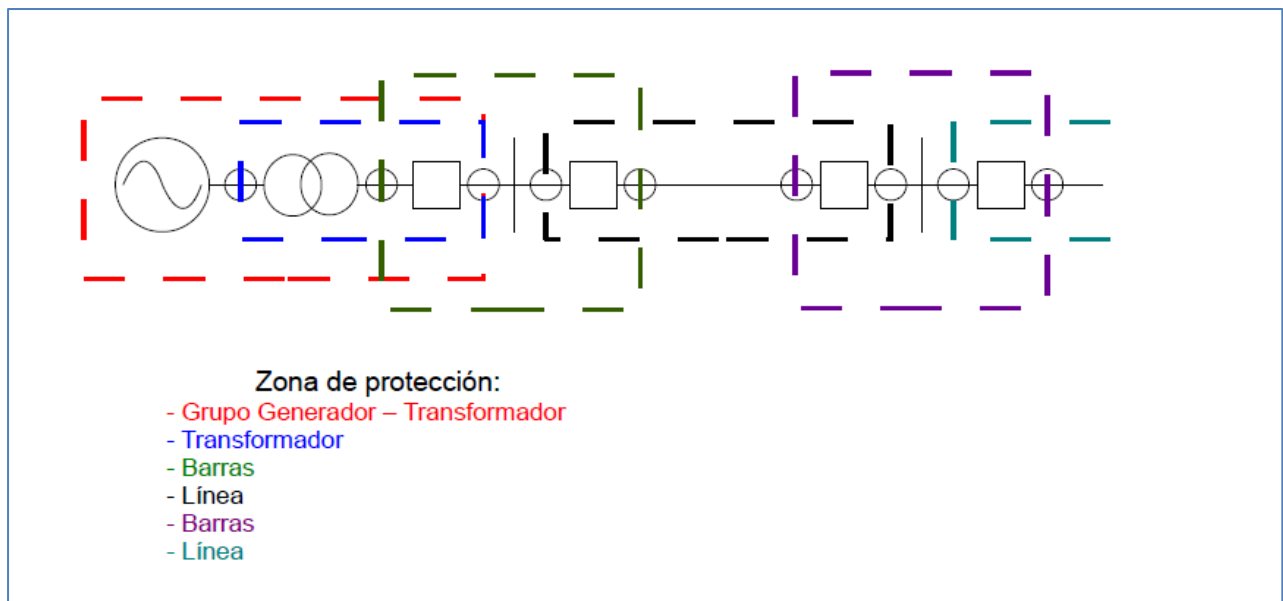 Zona de protección:
- Grupo Generador – Transformador
- Transformador
- Barras
- Línea
- Barras
- Línea